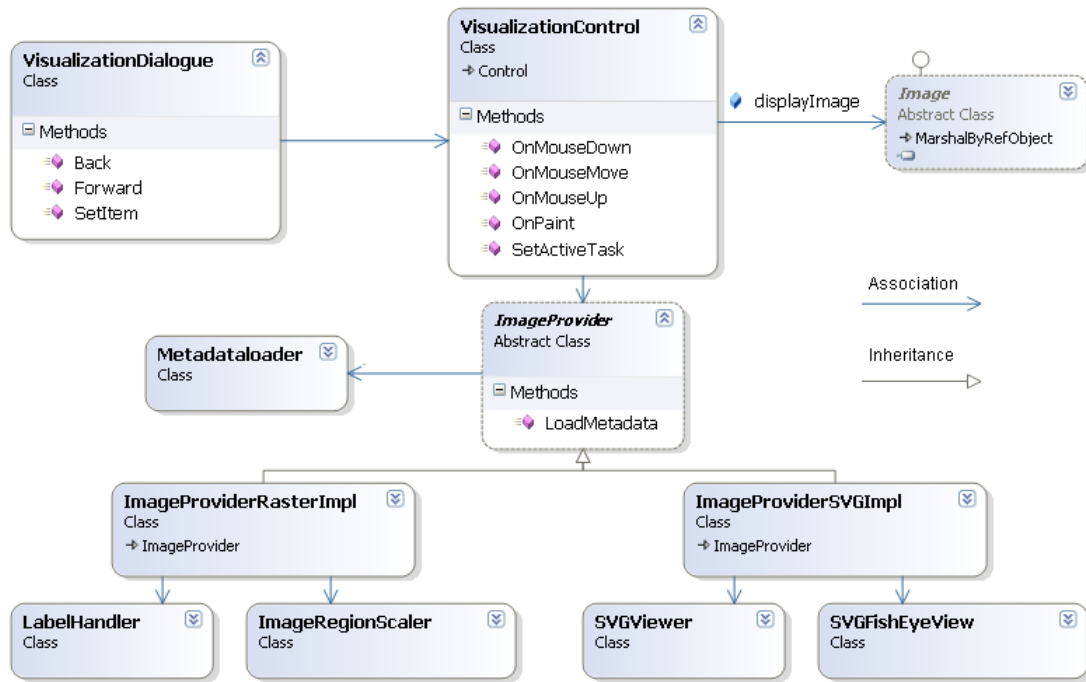 VisualizationDialogue
Class
Methods
Back
Forward
SetItem
VisualizationControl
Class
Control
Methods
OnMouseDown
OnMouseMove
OnMouseUp
OnPaint
SetActiveTask
displayImage
Image
Abstract Class
MarshalByRefObject
Association
Inheritance
ImageProvider
Abstract Class
Methods
LoadMetadata
Metadataloader
Class
ImageProviderRasterImpl
Class
ImageProvider
ImageProviderSVGImpl
Class
ImageProvider
LabelHandler
Class
ImageRegionScaler
Class
SVGViewer
Class
SVGFishEyeView
Class